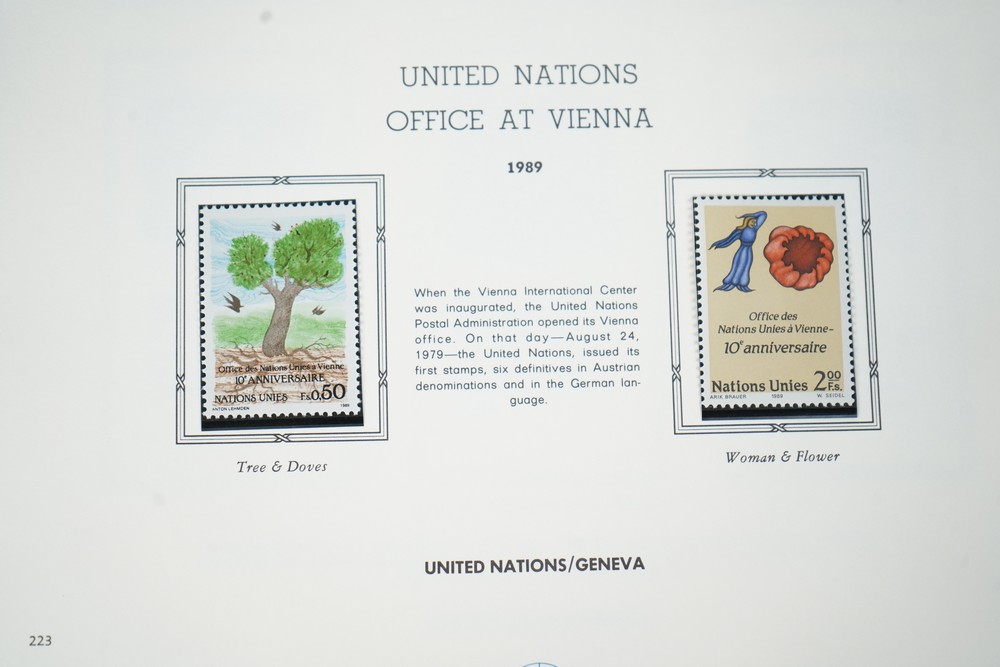 UNITED NATIONS
OFFICE AT VIENNA
1989
Office des Nations Unies à Vienne
10e ANNIVERSAIRE
NATIONS UNIES F.s.0,50
ANTON LEHMDEN 1989
Tree & Doves
When the Vienna International Center
was inaugurated, the United Nations
Postal Administration opened its Vienna
office. On that day—August 24,
1979—the United Nations, issued its
first stamps, six definitives in Austrian
denominations and in the German lan-
guage.
Office des
Nations Unies à Vienne-
10e anniversaire
Nations Unies 2.00 F.s.
ARIK BRAUER 1989 W. SEIDEL
Woman & Flower
UNITED NATIONS/GENEVA
223